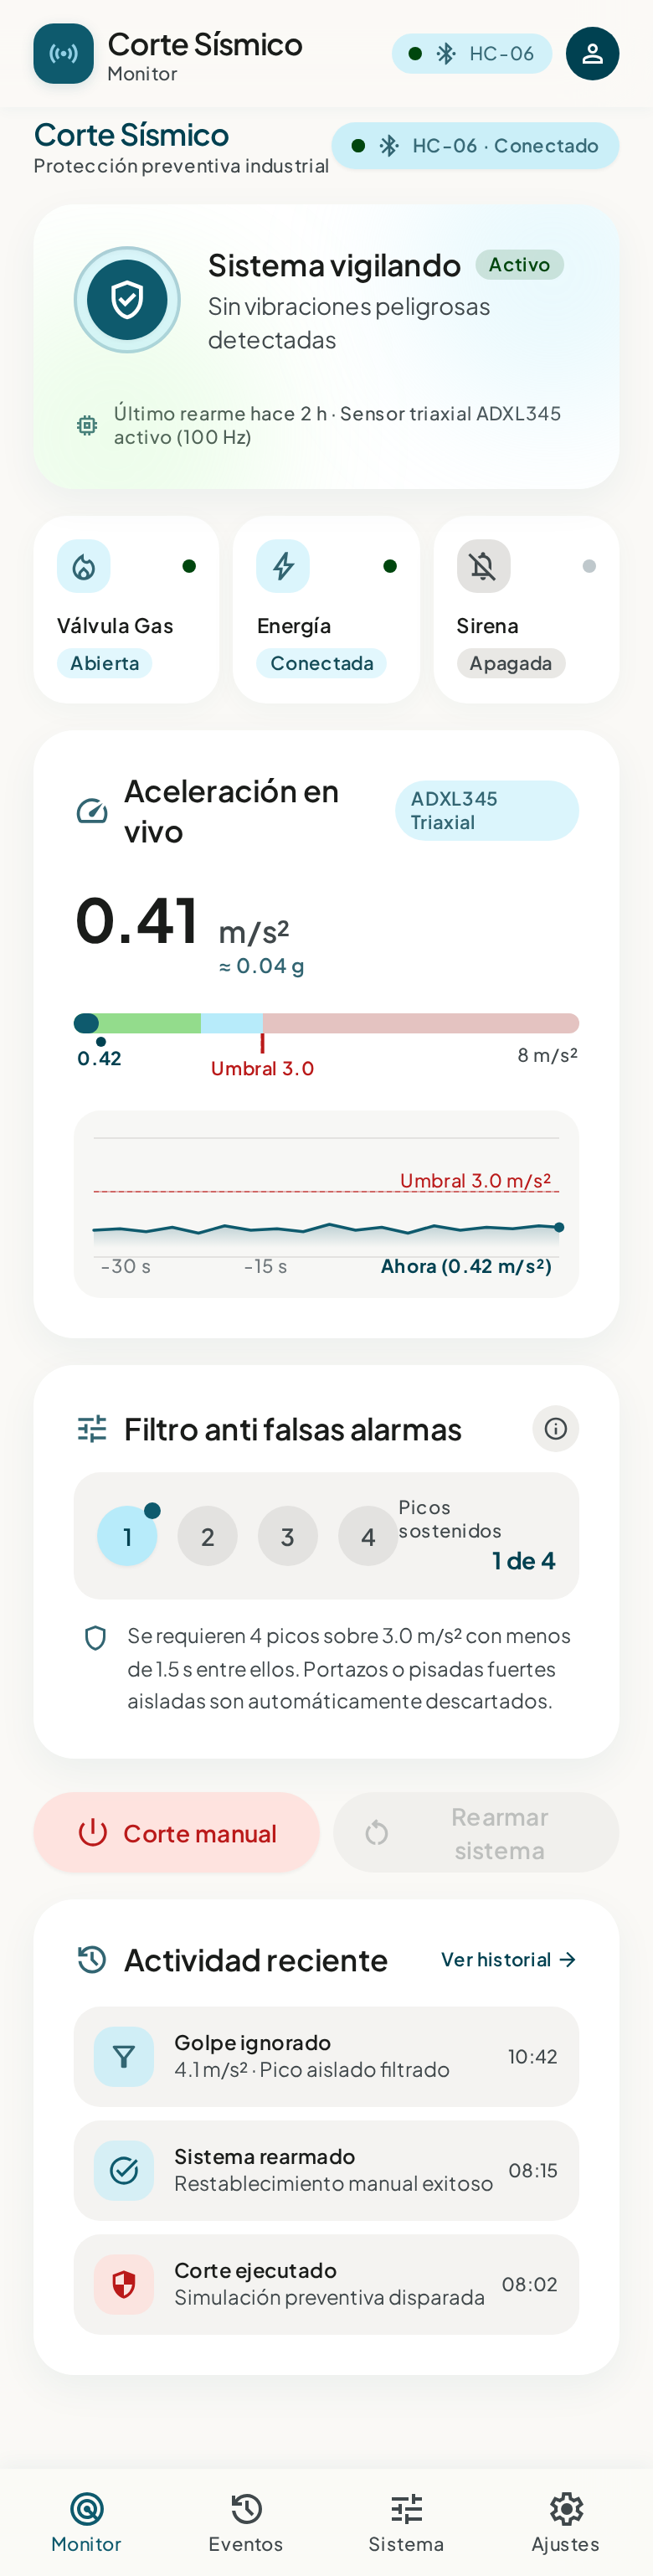 Corte Sísmico
Monitor
HC-06
Corte Sísmico
Protección preventiva industrial
HC-06 · Conectado
Sistema vigilando
Activo
Sin vibraciones peligrosas
detectadas
Último rearme hace 2 h · Sensor triaxial ADXL345
activo (100 Hz)
Válvula Gas
Abierta
Energía
Conectada
Sirena
Apagada
Aceleración en
vivo
ADXL345
Triaxial
0.41 m/s²
≈ 0.04 g
0.42
Umbral 3.0
8 m/s²
Umbral 3.0 m/s²
-30 s
-15 s
Ahora (0.42 m/s²)
Filtro anti falsas alarmas
1
2
3
4
Picos
sostenidos
1 de 4
Se requieren 4 picos sobre 3.0 m/s² con menos
de 1.5 s entre ellos. Portazos o pisadas fuertes
aisladas son automáticamente descartados.
Corte manual
Rearmar
sistema
Actividad reciente
Ver historial →
Golpe ignorado
4.1 m/s² · Pico aislado filtrado
10:42
Sistema rearmado
Restablecimiento manual exitoso
08:15
Corte ejecutado
Simulación preventiva disparada
08:02
Monitor
Eventos
Sistema
Ajustes